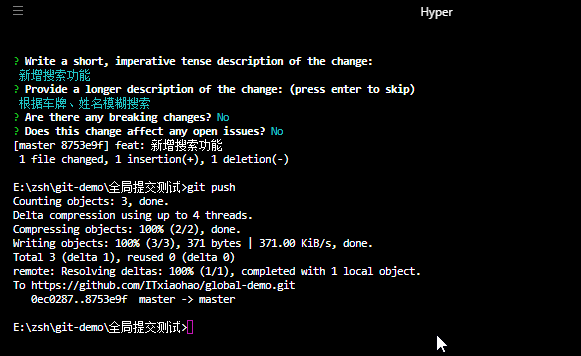 Hyper
? Write a short, imperative tense description of the change:
新增搜索功能
? Provide a longer description of the change: (press enter to skip)
根据车牌、姓名模糊搜索
? Are there any breaking changes? No
? Does this change affect any open issues? No
[master 8753e9f] feat: 新增搜索功能
1 file changed, 1 insertion(+), 1 deletion(-)
E:\zsh\git-demo\全局提交测试>git push
Counting objects: 3, done.
Delta compression using up to 4 threads.
Compressing objects: 100% (2/2), done.
Writing objects: 100% (3/3), 371 bytes | 371.00 KiB/s, done.
Total 3 (delta 1), reused 0 (delta 0)
remote: Resolving deltas: 100% (1/1), completed with 1 local object.
To https://github.com/ITxiaohao/global-demo.git
0ec0287..8753e9f  master -> master
E:\zsh\git-demo\全局提交测试>